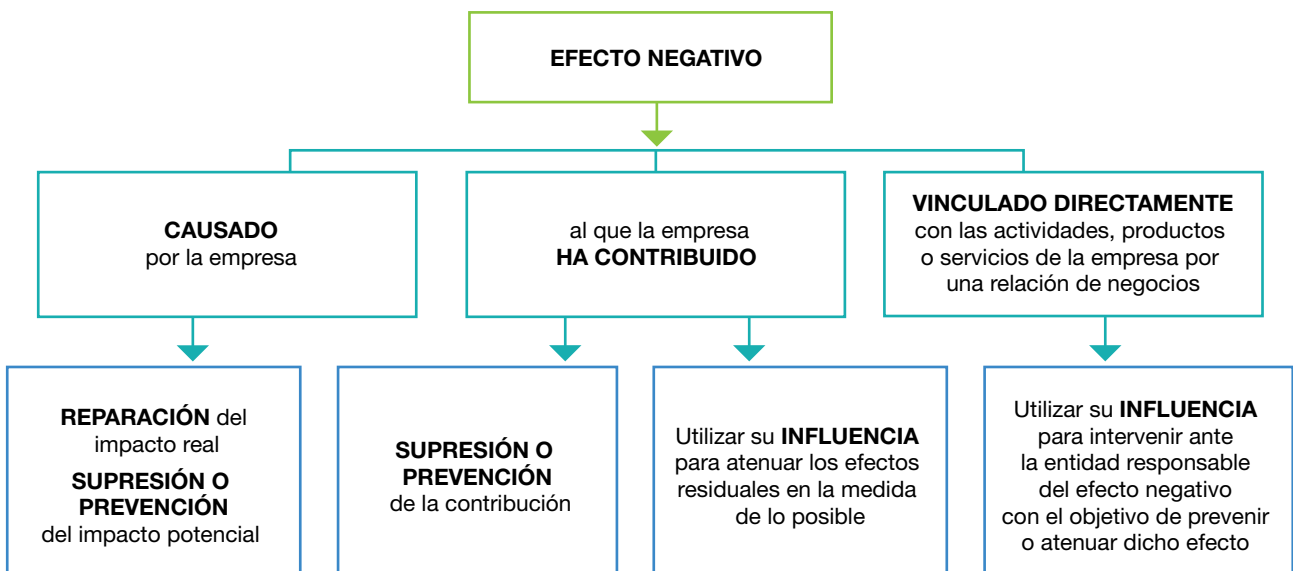 EFECTO NEGATIVO
CAUSADO
por la empresa
al que la empresa
HA CONTRIBUIDO
VINCULADO DIRECTAMENTE
con las actividades, productos
o servicios de la empresa por
una relación de negocios
REPARACIÓN del
impacto real
SUPRESIÓN O
PREVENCIÓN
del impacto potencial
SUPRESIÓN O
PREVENCIÓN
de la contribución
Utilizar su INFLUENCIA
para atenuar los efectos
residuales en la medida
de lo posible
Utilizar su INFLUENCIA
para intervenir ante
la entidad responsable
del efecto negativo
con el objetivo de prevenir
o atenuar dicho efecto